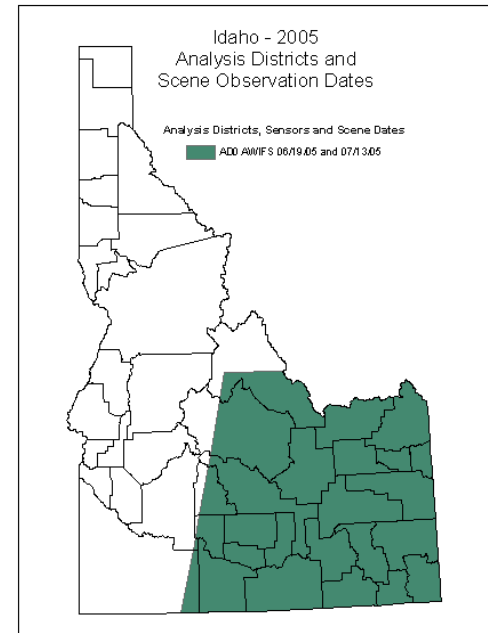 Idaho - 2005
Analysis Districts and
Scene Observation Dates
Analysis Districts, Sensors and Scene Dates
AD0 AWIFS 06/19/05 and 07/13/05